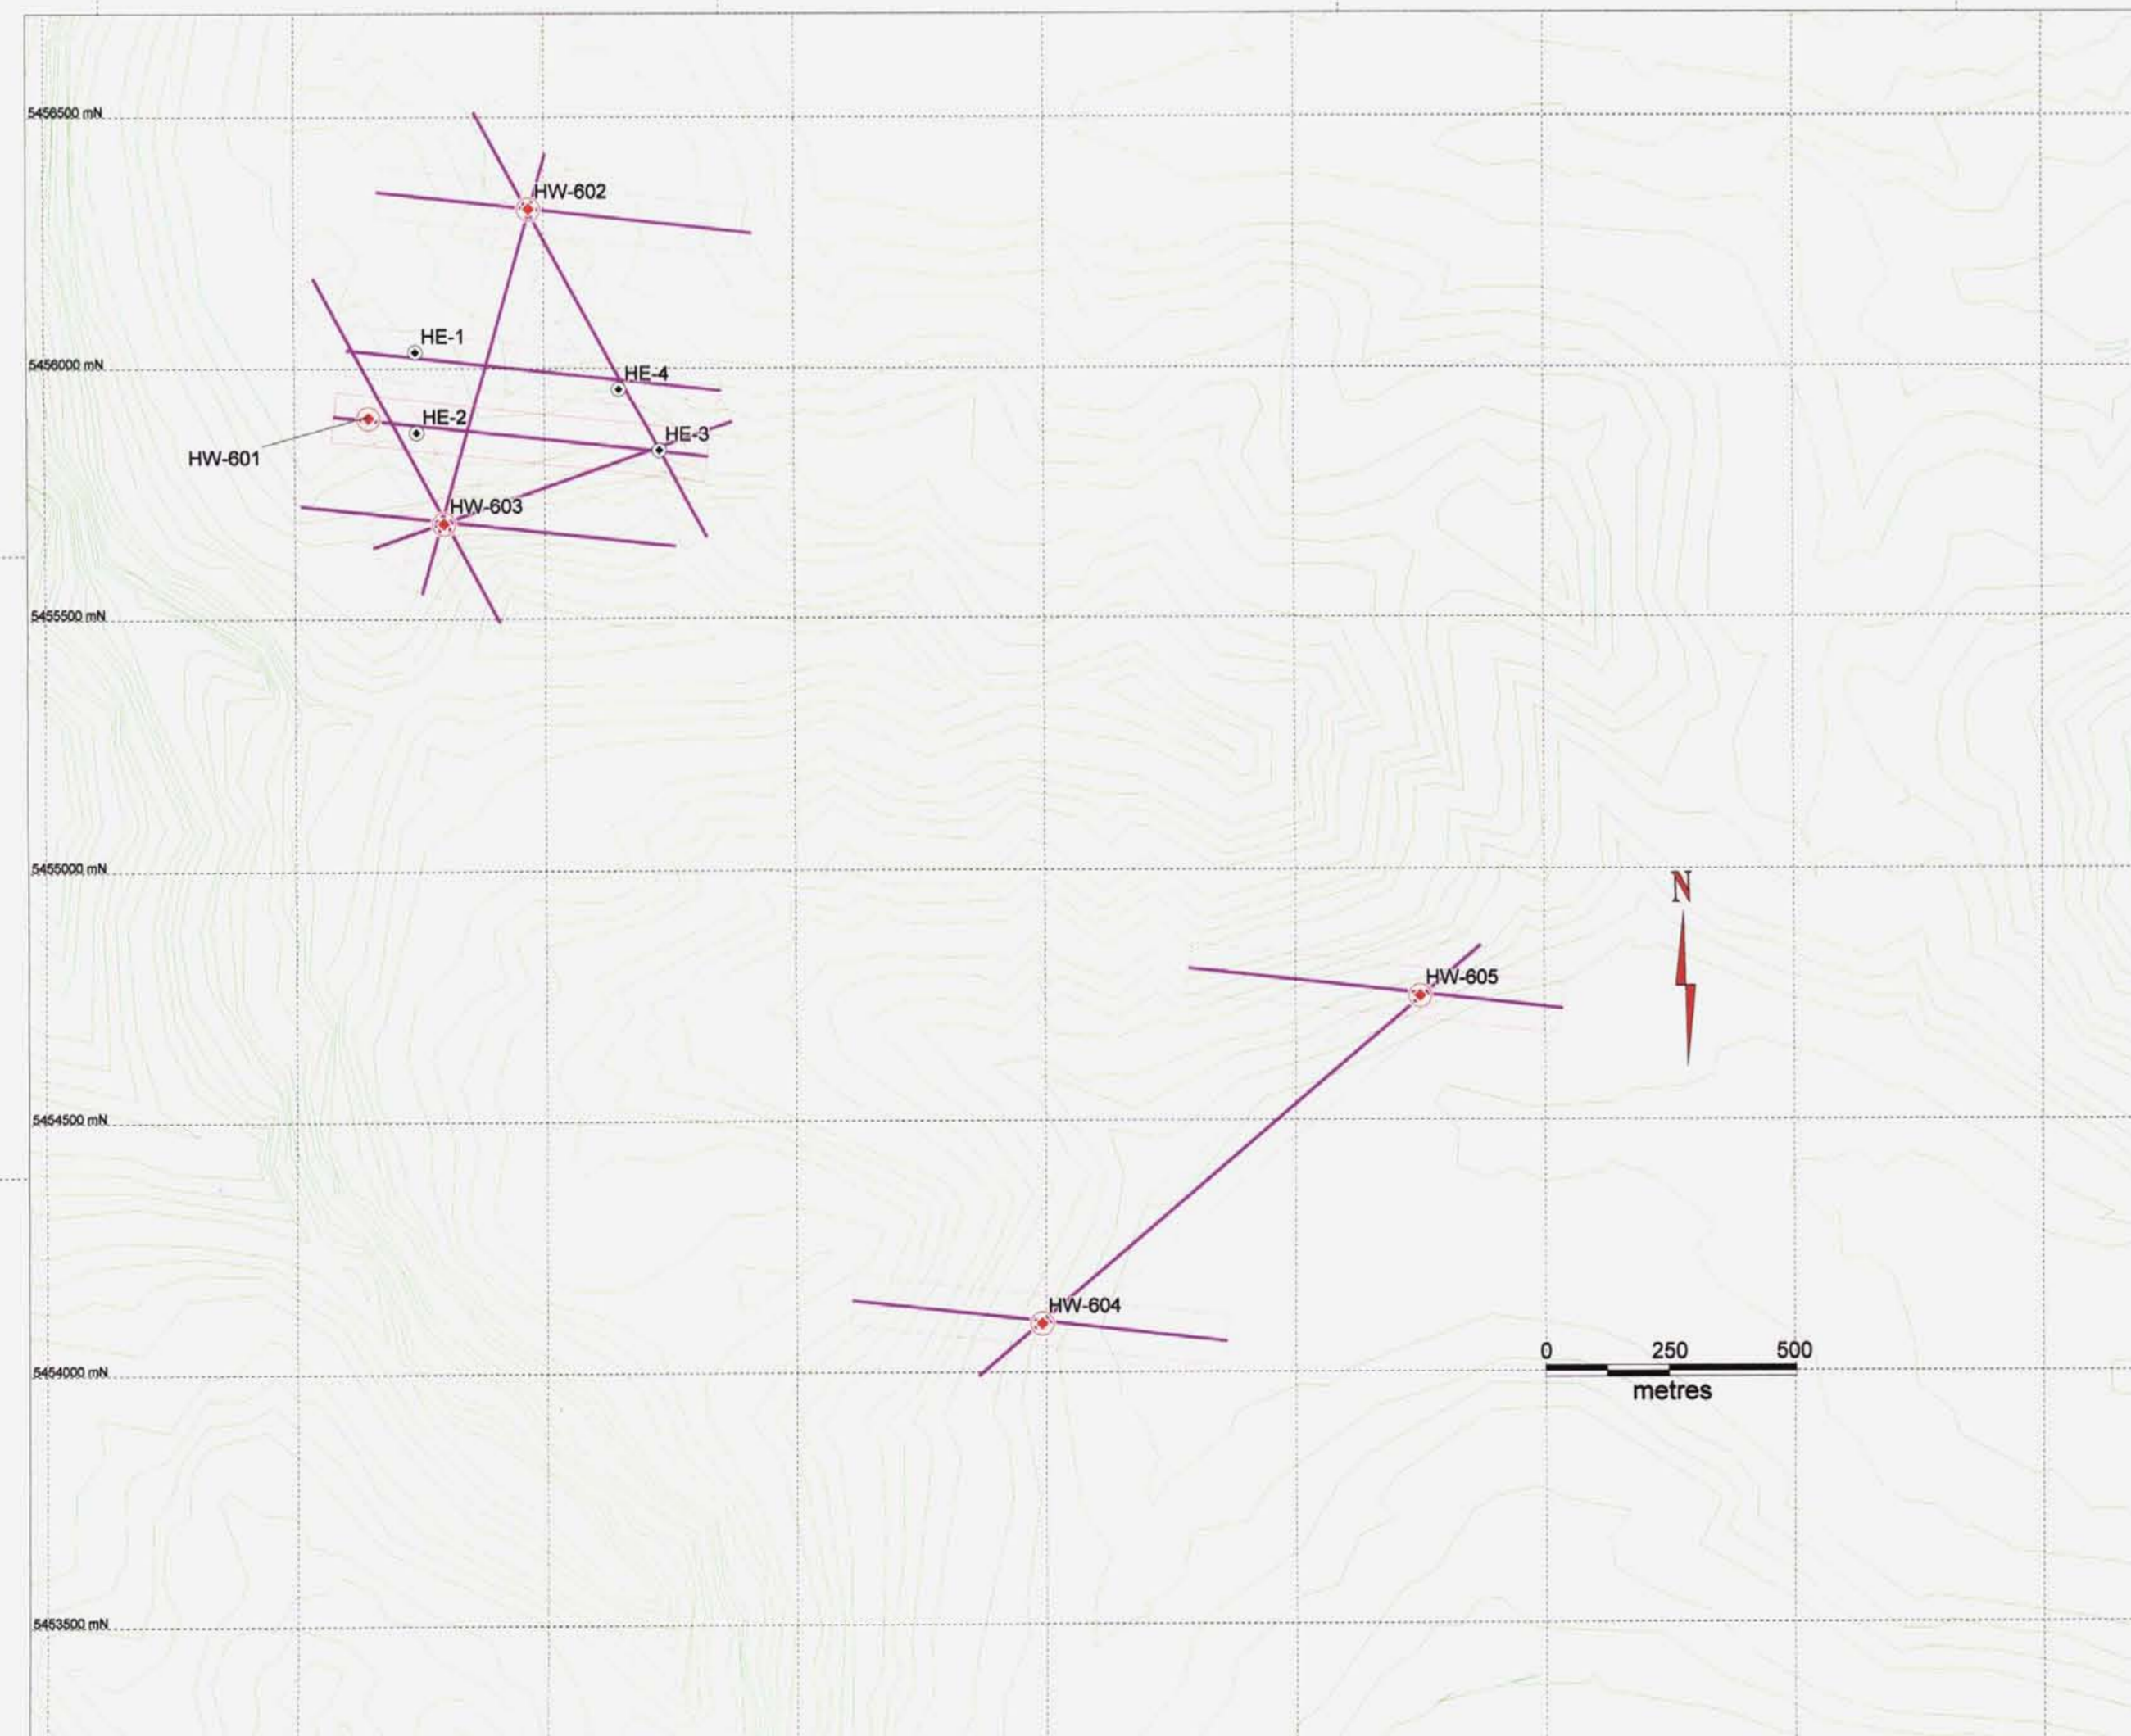 5456500 mN
HW-602
HE-1
5456000 mN
HE-4
HE-2
HE-3
HW-601
HW-603
5455500 mN
5455000 mN
N
HW-605
5454500 mN
HW-604
0 250 500
metres
5454000 mN
5453500 mN